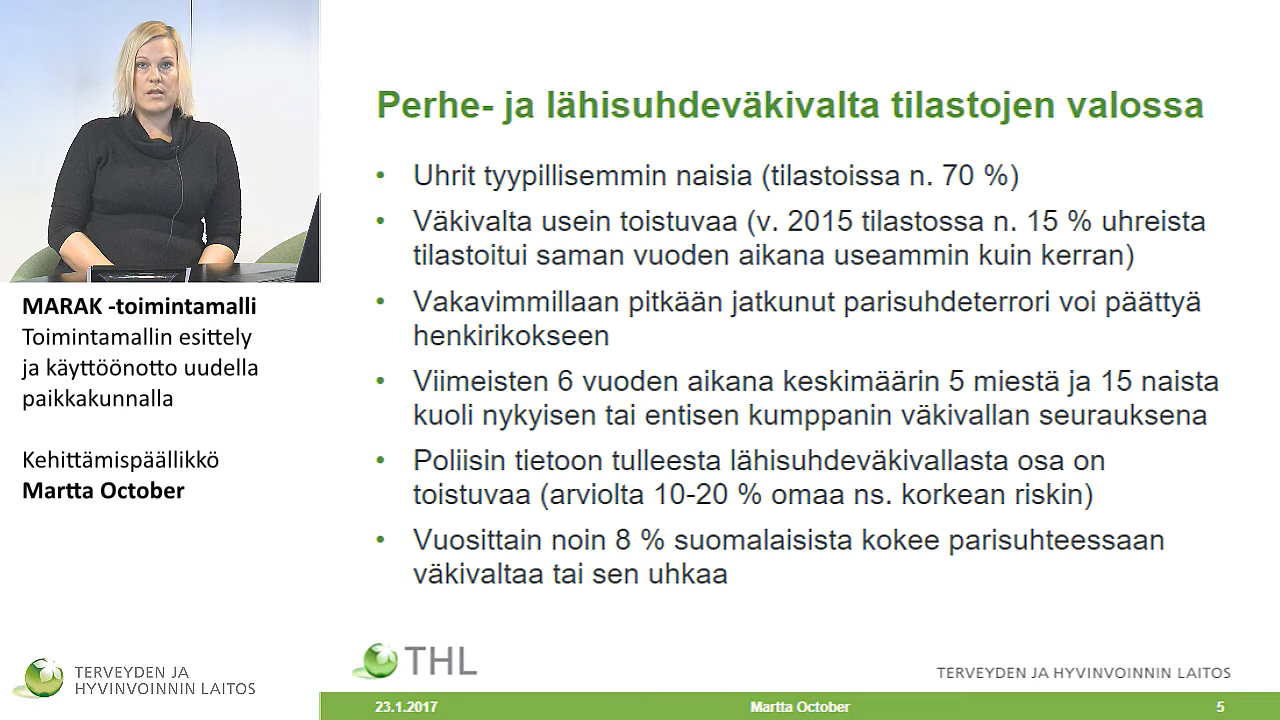 MARAK -toimintamalli
Toimintamallin esittely
ja käyttöönotto uudella
paikkakunnalla
Kehittämispäällikkö
Martta October
TERVEYDEN JA
HYVINVOINNIN LAITOS
Perhe- ja lähisuhdeväkivalta tilastojen valossa
• Uhrit tyypillisemmin naisia (tilastoissa n. 70 %)
• Väkivalta usein toistuvaa (v. 2015 tilastossa n. 15 % uhreista
tilastoitui saman vuoden aikana useammin kuin kerran)
• Vakavimmillaan pitkään jatkunut parisuhdeterrori voi päättyä
henkirikokseen
• Viimeisten 6 vuoden aikana keskimäärin 5 miestä ja 15 naista
kuoli nykyisen tai entisen kumppanin väkivallan seurauksena
• Poliisin tietoon tulleesta lähisuhdeväkivallasta osa on
toistuvaa (arviolta 10-20 % omaa ns. korkean riskin)
• Vuosittain noin 8 % suomalaisista kokee parisuhteessaan
väkivaltaa tai sen uhkaa
THL
TERVEYDEN JA HYVINVOINNIN LAITOS
23.1.2017
Martta October
5